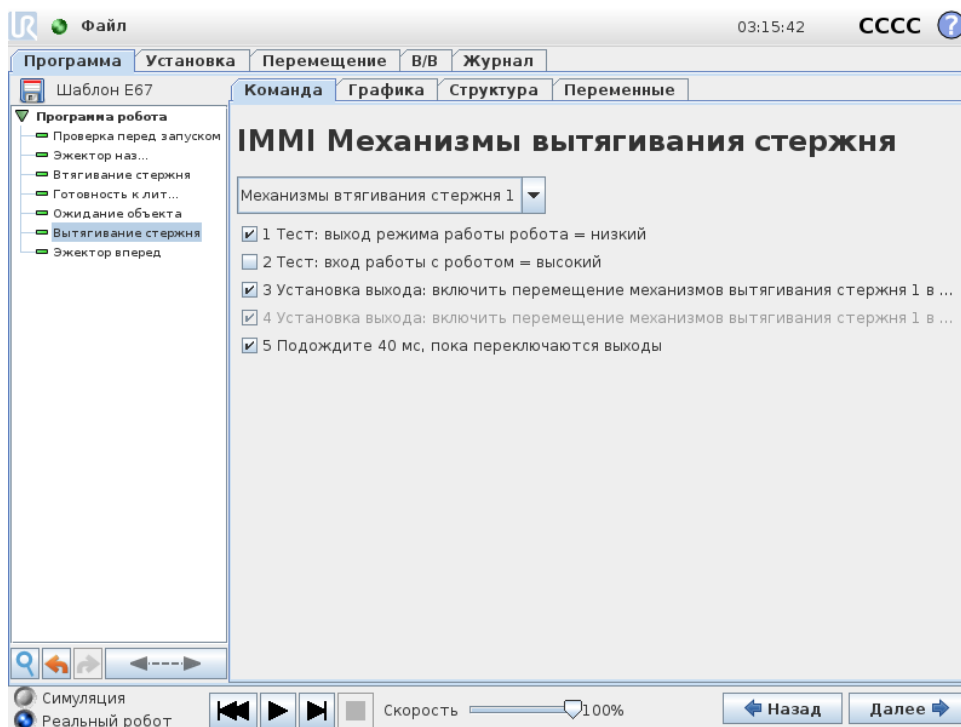 UR Файл 03:15:42 CCCC ?
Программа Установка Перемещение В/В Журнал
Шаблон E67
Команда Графика Структура Переменные
Программа робота
Проверка перед запуском
Эжектор наз...
Втягивание стержня
Готовность к лит...
Ожидание объекта
Вытягивание стержня
Эжектор вперед
IMMI Механизмы вытягивания стержня
Механизмы втягивания стержня 1
1 Тест: выход режима работы робота = низкий
2 Тест: вход работы с роботом = высокий
3 Установка выхода: включить перемещение механизмов вытягивания стержня 1 в ...
4 Установка выхода: включить перемещение механизмов вытягивания стержня 1 в ...
5 Подождите 40 мс, пока переключаются выходы
Симуляция
Реальный робот
Скорость 100%
Назад Далее